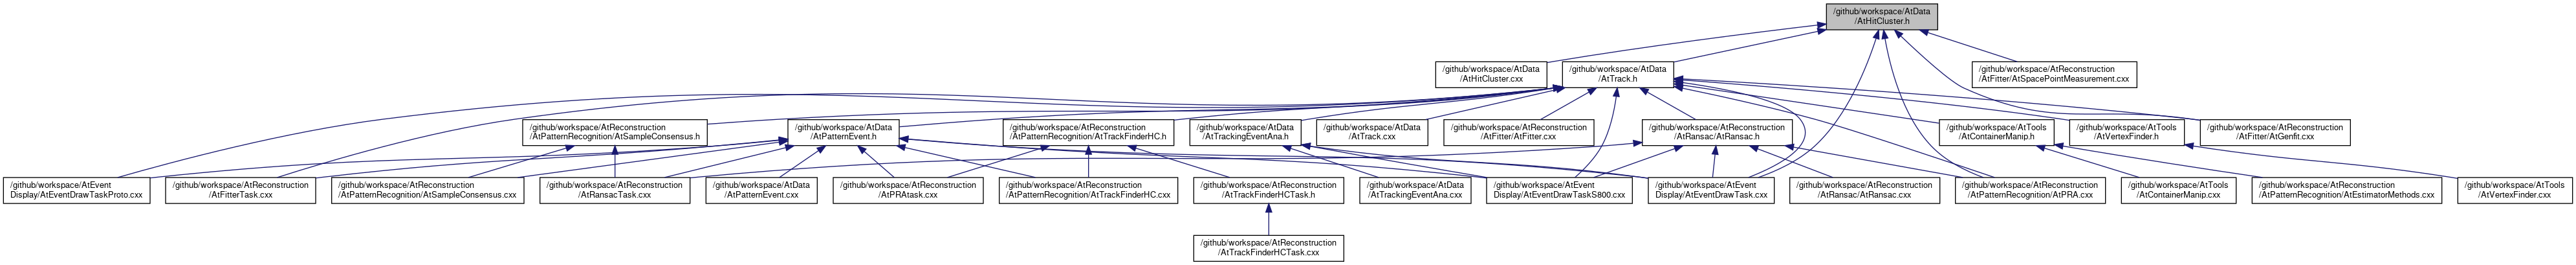 /github/workspace/AtData
/AtHitCluster.h
/github/workspace/AtData
/AtHitCluster.cxx
/github/workspace/AtData
/AtTrack.h
/github/workspace/AtReconstruction
/AtFitter/AtSpacePointMeasurement.cxx
/github/workspace/AtReconstruction
/AtPatternRecognition/AtSampleConsensus.h
/github/workspace/AtData
/AtPatternEvent.h
/github/workspace/AtReconstruction
/AtPatternRecognition/AtTrackFinderHC.h
/github/workspace/AtData
/AtTrackingEventAna.h
/github/workspace/AtData
/AtTrack.cxx
/github/workspace/AtReconstruction
/AtFitter/AtFitter.cxx
/github/workspace/AtReconstruction
/AtRansac/AtRansac.h
/github/workspace/AtTools
/AtContainerManip.h
/github/workspace/AtTools
/AtVertexFinder.h
/github/workspace/AtReconstruction
/AtFitter/AtGenfit.cxx
/github/workspace/AtEvent
Display/AtEventDrawTaskProto.cxx
/github/workspace/AtReconstruction
/AtFitterTask.cxx
/github/workspace/AtReconstruction
/AtPatternRecognition/AtSampleConsensus.cxx
/github/workspace/AtReconstruction
/AtRansacTask.cxx
/github/workspace/AtData
/AtPatternEvent.cxx
/github/workspace/AtReconstruction
/AtPRAtask.cxx
/github/workspace/AtReconstruction
/AtPatternRecognition/AtTrackFinderHC.cxx
/github/workspace/AtReconstruction
/AtTrackFinderHCTask.h
/github/workspace/AtData
/AtTrackingEventAna.cxx
/github/workspace/AtEvent
Display/AtEventDrawTaskS800.cxx
/github/workspace/AtEvent
Display/AtEventDrawTask.cxx
/github/workspace/AtReconstruction
/AtRansac/AtRansac.cxx
/github/workspace/AtReconstruction
/AtPatternRecognition/AtPRA.cxx
/github/workspace/AtTools
/AtContainerManip.cxx
/github/workspace/AtReconstruction
/AtPatternRecognition/AtEstimatorMethods.cxx
/github/workspace/AtTools
/AtVertexFinder.cxx
/github/workspace/AtReconstruction
/AtTrackFinderHCTask.cxx